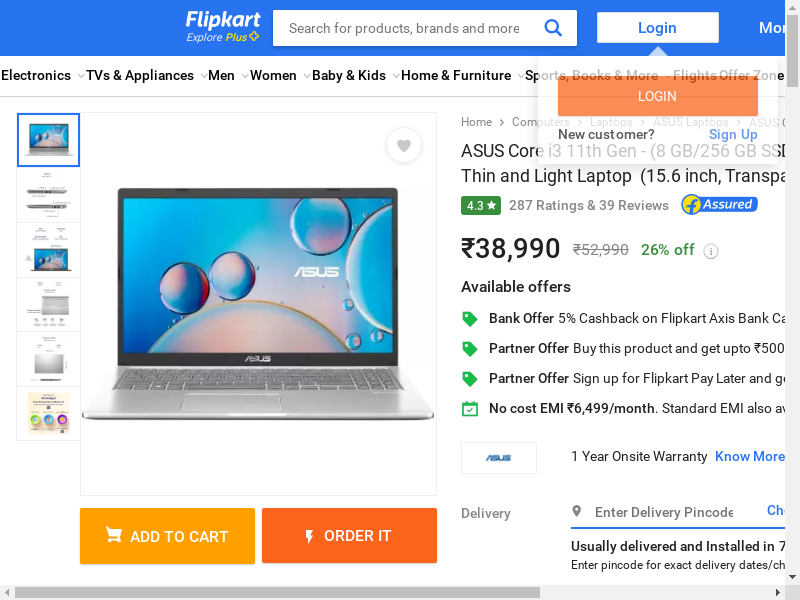 Flipkart
Explore Plus
Search for products, brands and more
Login
Mor
Electronics
TVs & Appliances
Men
Women
Baby & Kids
Home & Furniture
Sports, Books & More
Flights
Offer Zone
LOGIN
New customer?
Sign Up
Home
Computers
Laptops
ASUS Laptops
ASUS C
ASUS Core i3 11th Gen - (8 GB/256 GB SSD
Thin and Light Laptop (15.6 inch, Transpa
4.3
287 Ratings & 39 Reviews
f Assured
₹38,990
₹52,990
26% off
i
Available offers
Bank Offer 5% Cashback on Flipkart Axis Bank Ca
Partner Offer Buy this product and get upto ₹500
Partner Offer Sign up for Flipkart Pay Later and ge
No cost EMI ₹6,499/month. Standard EMI also av
ASUS
ASUS
ASUS
1 Year Onsite Warranty
Know More
Delivery
Enter Delivery Pincode
Che
Usually delivered and Installed in 7
Enter pincode for exact delivery dates/ch
ADD TO CART
ORDER IT